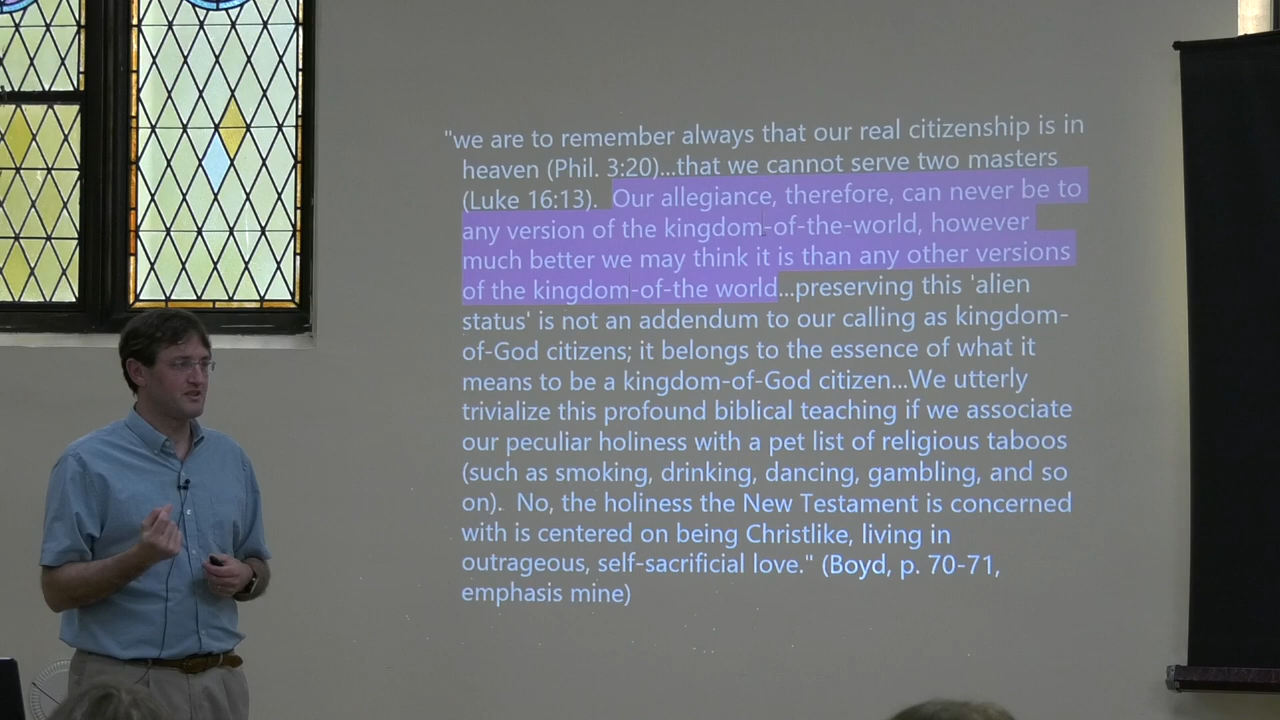 "we are to remember always that our real citizenship is in
heaven (Phil. 3:20)...that we cannot serve two masters
(Luke 16:13).  Our allegiance, therefore, can never be to
any version of the kingdom-of-the-world, however
much better we may think it is than any other versions
of the kingdom-of-the world...preserving this 'alien
status' is not an addendum to our calling as kingdom-
of-God citizens; it belongs to the essence of what it
means to be a kingdom-of-God citizen...We utterly
trivialize this profound biblical teaching if we associate
our peculiar holiness with a pet list of religious taboos
(such as smoking, drinking, dancing, gambling, and so
on).  No, the holiness the New Testament is concerned
with is centered on being Christlike, living in
outrageous, self-sacrificial love." (Boyd, p. 70-71,
emphasis mine)